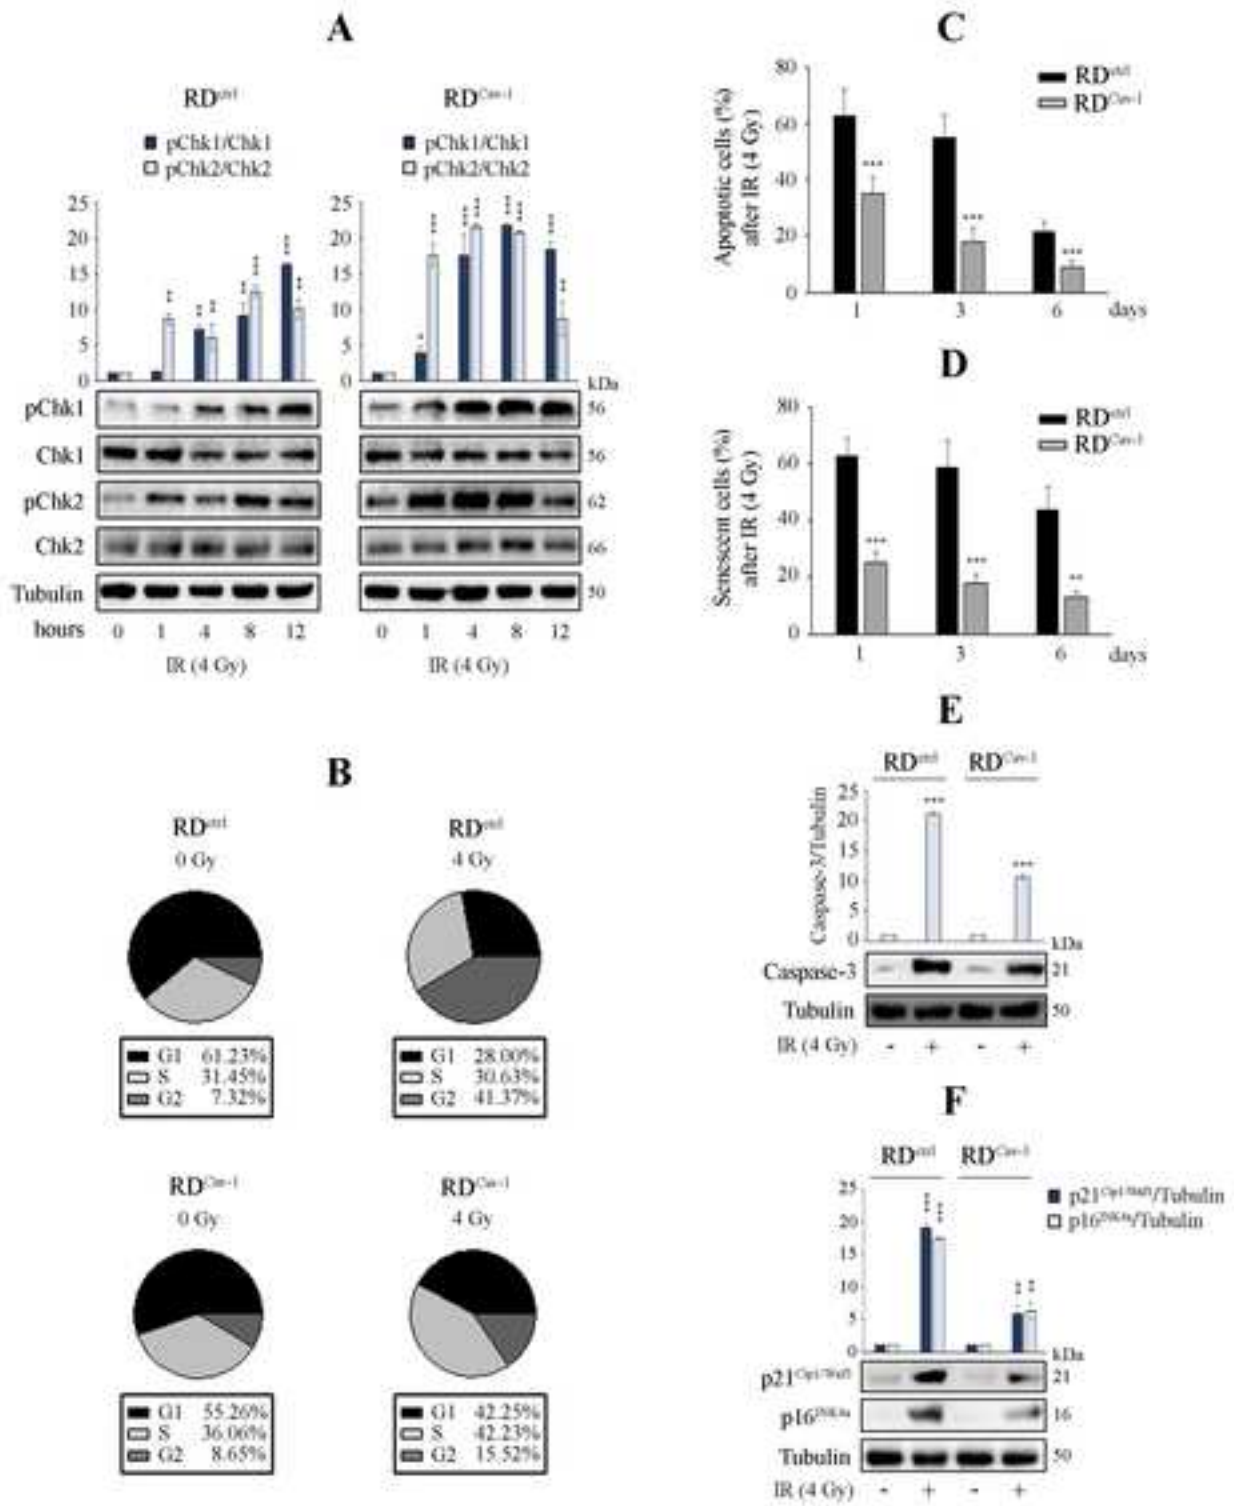 A
RDctrl
RDCav-1
pChk1/Chk1
pChk2/Chk2
pChk1/Chk1
pChk2/Chk2
25
20
15
10
5
0
25
20
15
10
5
0
kDa
pChk1
56
Chk1
56
pChk2
62
Chk2
66
Tubulin
50
hours 0 1 4 8 12
0 1 4 8 12
IR (4 Gy)
IR (4 Gy)
B
RDctrl
0 Gy
RDctrl
4 Gy
G1 61.23%
S 31.45%
G2 7.32%
G1 28.00%
S 30.63%
G2 41.37%
RDCav-1
0 Gy
RDCav-1
4 Gy
G1 55.26%
S 36.06%
G2 8.65%
G1 42.25%
S 42.23%
G2 15.52%
C
Apoptotic cells (%)
after IR (4 Gy)
80
60
40
20
0
RDctrl
RDCav-1
***
***
***
1 3 6 days
D
Senescent cells (%)
after IR (4 Gy)
80
60
40
20
0
RDctrl
RDCav-1
***
***
**
1 3 6 days
E
RDctrl RDCav-1
Caspase-3/Tubulin
25
20
15
10
5
0
***
***
kDa
Caspase-3 21
Tubulin 50
IR (4 Gy) - + - +
F
RDctrl RDCav-1
p21Cip1/Waf1/Tubulin
p16INK4a/Tubulin
25
20
15
10
5
0
kDa
p21Cip1/Waf1 21
p16INK4a 16
Tubulin 50
IR (4 Gy) - + - +